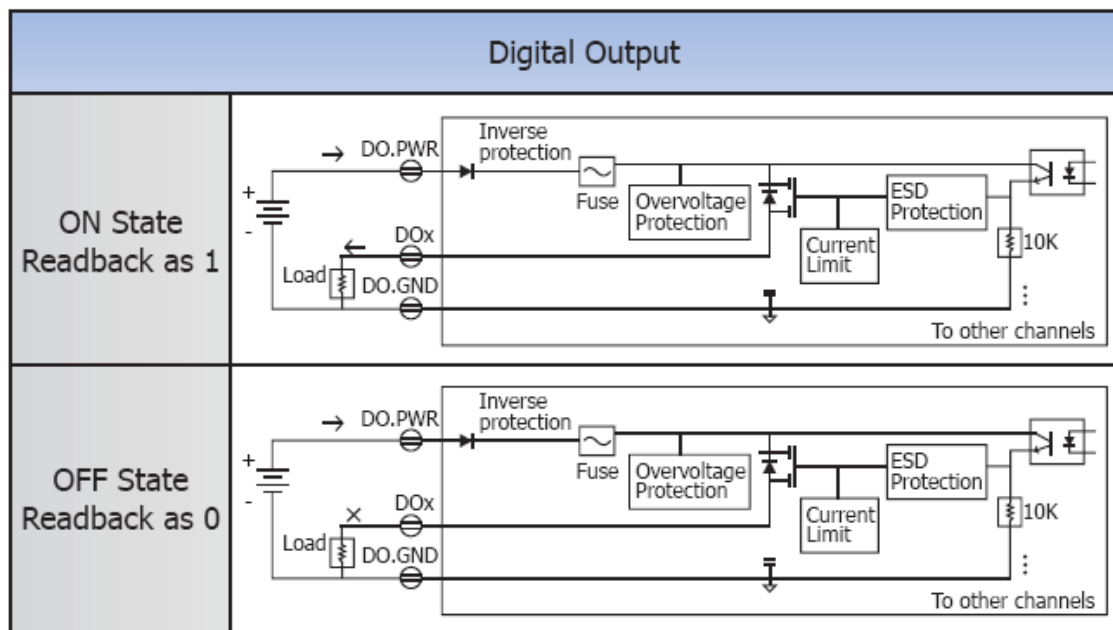 Digital Output
ON State
Readback as 1
DO.PWR
Inverse
protection
Fuse
Overvoltage
Protection
ESD
Protection
Current
Limit
10K
+
-
DOx
Load
DO.GND
To other channels
OFF State
Readback as 0
DO.PWR
Inverse
protection
Fuse
Overvoltage
Protection
ESD
Protection
Current
Limit
10K
+
-
DOx
Load
DO.GND
To other channels